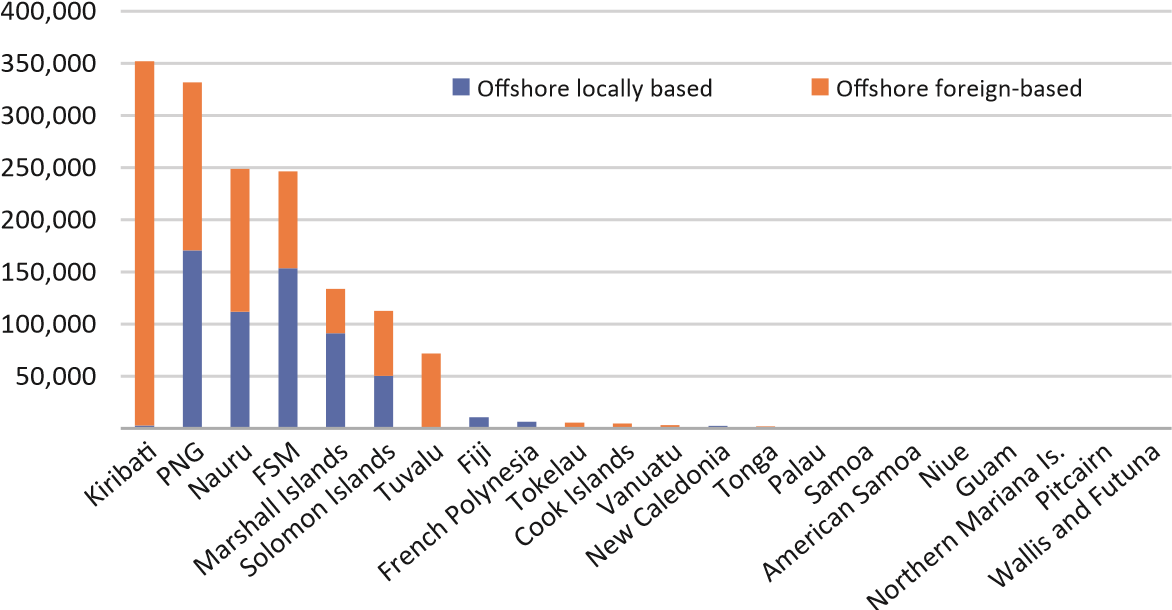 400,000
350,000
300,000
250,000
200,000
150,000
100,000
50,000
Offshore locally based
Offshore foreign-based
Kiribati
PNG
Nauru
FSM
Marshall Islands
Solomon Islands
Tuvalu
Fiji
French Polynesia
Tokelau
Cook Islands
Vanuatu
New Caledonia
Tonga
Palau
Samoa
American Samoa
Niue
Guam
Northern Mariana Is.
Pitcairn
Wallis and Futuna